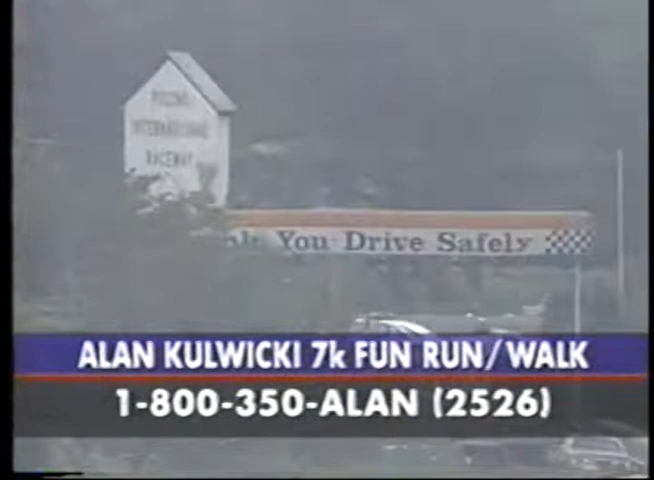 POCONO
INTERNATIONAL
RACEWAY
You Drive Safely
ALAN KULWICKI 7k FUN RUN/WALK
1-800-350-ALAN (2526)